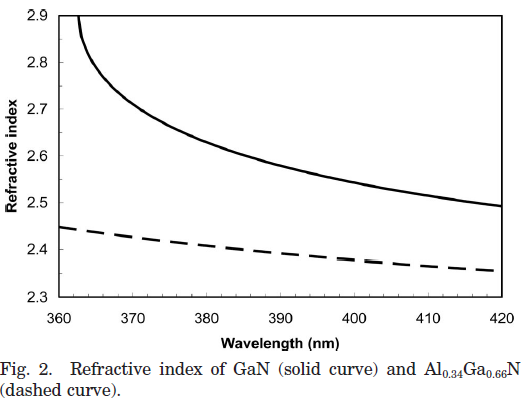 2.9
2.8
2.7
2.6
2.5
2.4
2.3
Refractive index
360 370 380 390 400 410 420
Wavelength (nm)
Fig. 2. Refractive index of GaN (solid curve) and Al0.34Ga0.66N
(dashed curve).